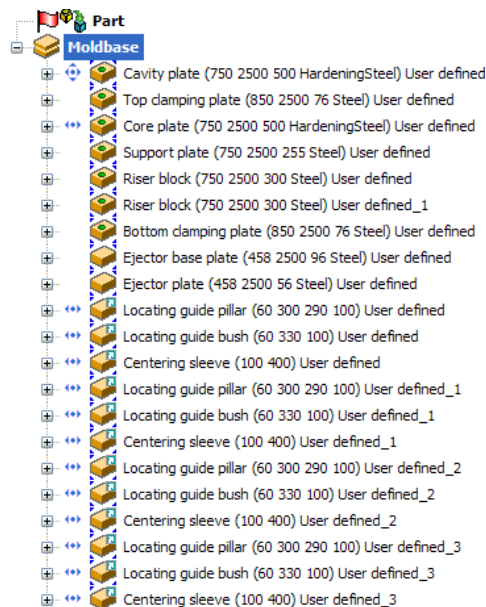 Part
Moldbase
Cavity plate (750 2500 500 HardeningSteel) User defined
Top clamping plate (850 2500 76 Steel) User defined
Core plate (750 2500 500 HardeningSteel) User defined
Support plate (750 2500 255 Steel) User defined
Riser block (750 2500 300 Steel) User defined
Riser block (750 2500 300 Steel) User defined_1
Bottom clamping plate (850 2500 76 Steel) User defined
Ejector base plate (458 2500 96 Steel) User defined
Ejector plate (458 2500 56 Steel) User defined
Locating guide pillar (60 300 290 100) User defined
Locating guide bush (60 330 100) User defined
Centering sleeve (100 400) User defined
Locating guide pillar (60 300 290 100) User defined_1
Locating guide bush (60 330 100) User defined_1
Centering sleeve (100 400) User defined_1
Locating guide pillar (60 300 290 100) User defined_2
Locating guide bush (60 330 100) User defined_2
Centering sleeve (100 400) User defined_2
Locating guide pillar (60 300 290 100) User defined_3
Locating guide bush (60 330 100) User defined_3
Centering sleeve (100 400) User defined_3